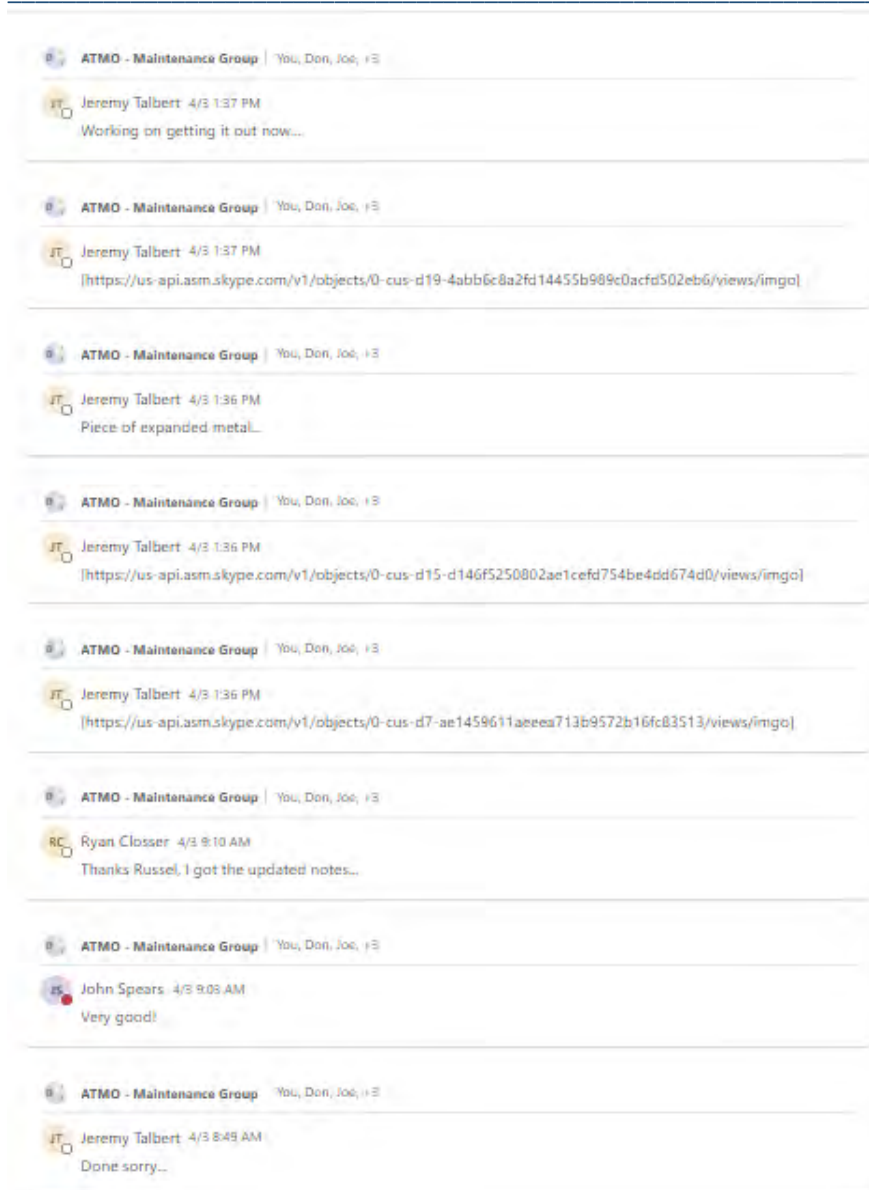 ATMO - Maintenance Group | You, Don, Joe, +3
JT Jeremy Talbert 4/3 1:37 PM
Working on getting it out now...
ATMO - Maintenance Group | You, Don, Joe, +3
JT Jeremy Talbert 4/3 1:37 PM
[https://us-api.asm.skype.com/v1/objects/0-cus-d19-4abb6c8a2fd14455b989c0acfd502eb6/views/imgo]
ATMO - Maintenance Group | You, Don, Joe, +3
JT Jeremy Talbert 4/3 1:36 PM
Piece of expanded metal...
ATMO - Maintenance Group | You, Don, Joe, +3
JT Jeremy Talbert 4/3 1:36 PM
[https://us-api.asm.skype.com/v1/objects/0-cus-d15-d146f5250802ae1cefd754be4dd674d0/views/imgo]
ATMO - Maintenance Group | You, Don, Joe, +3
JT Jeremy Talbert 4/3 1:36 PM
[https://us-api.asm.skype.com/v1/objects/0-cus-d7-ae1459611aeeea713b9572b16fc83513/views/imgo]
ATMO - Maintenance Group | You, Don, Joe, +3
RC Ryan Closser 4/3 9:10 AM
Thanks Russel, I got the updated notes...
ATMO - Maintenance Group | You, Don, Joe, +3
JS John Spears 4/3 9:03 AM
Very good!
ATMO - Maintenance Group You, Don, Joe, +3
JT Jeremy Talbert 4/3 8:49 AM
Done sorry...